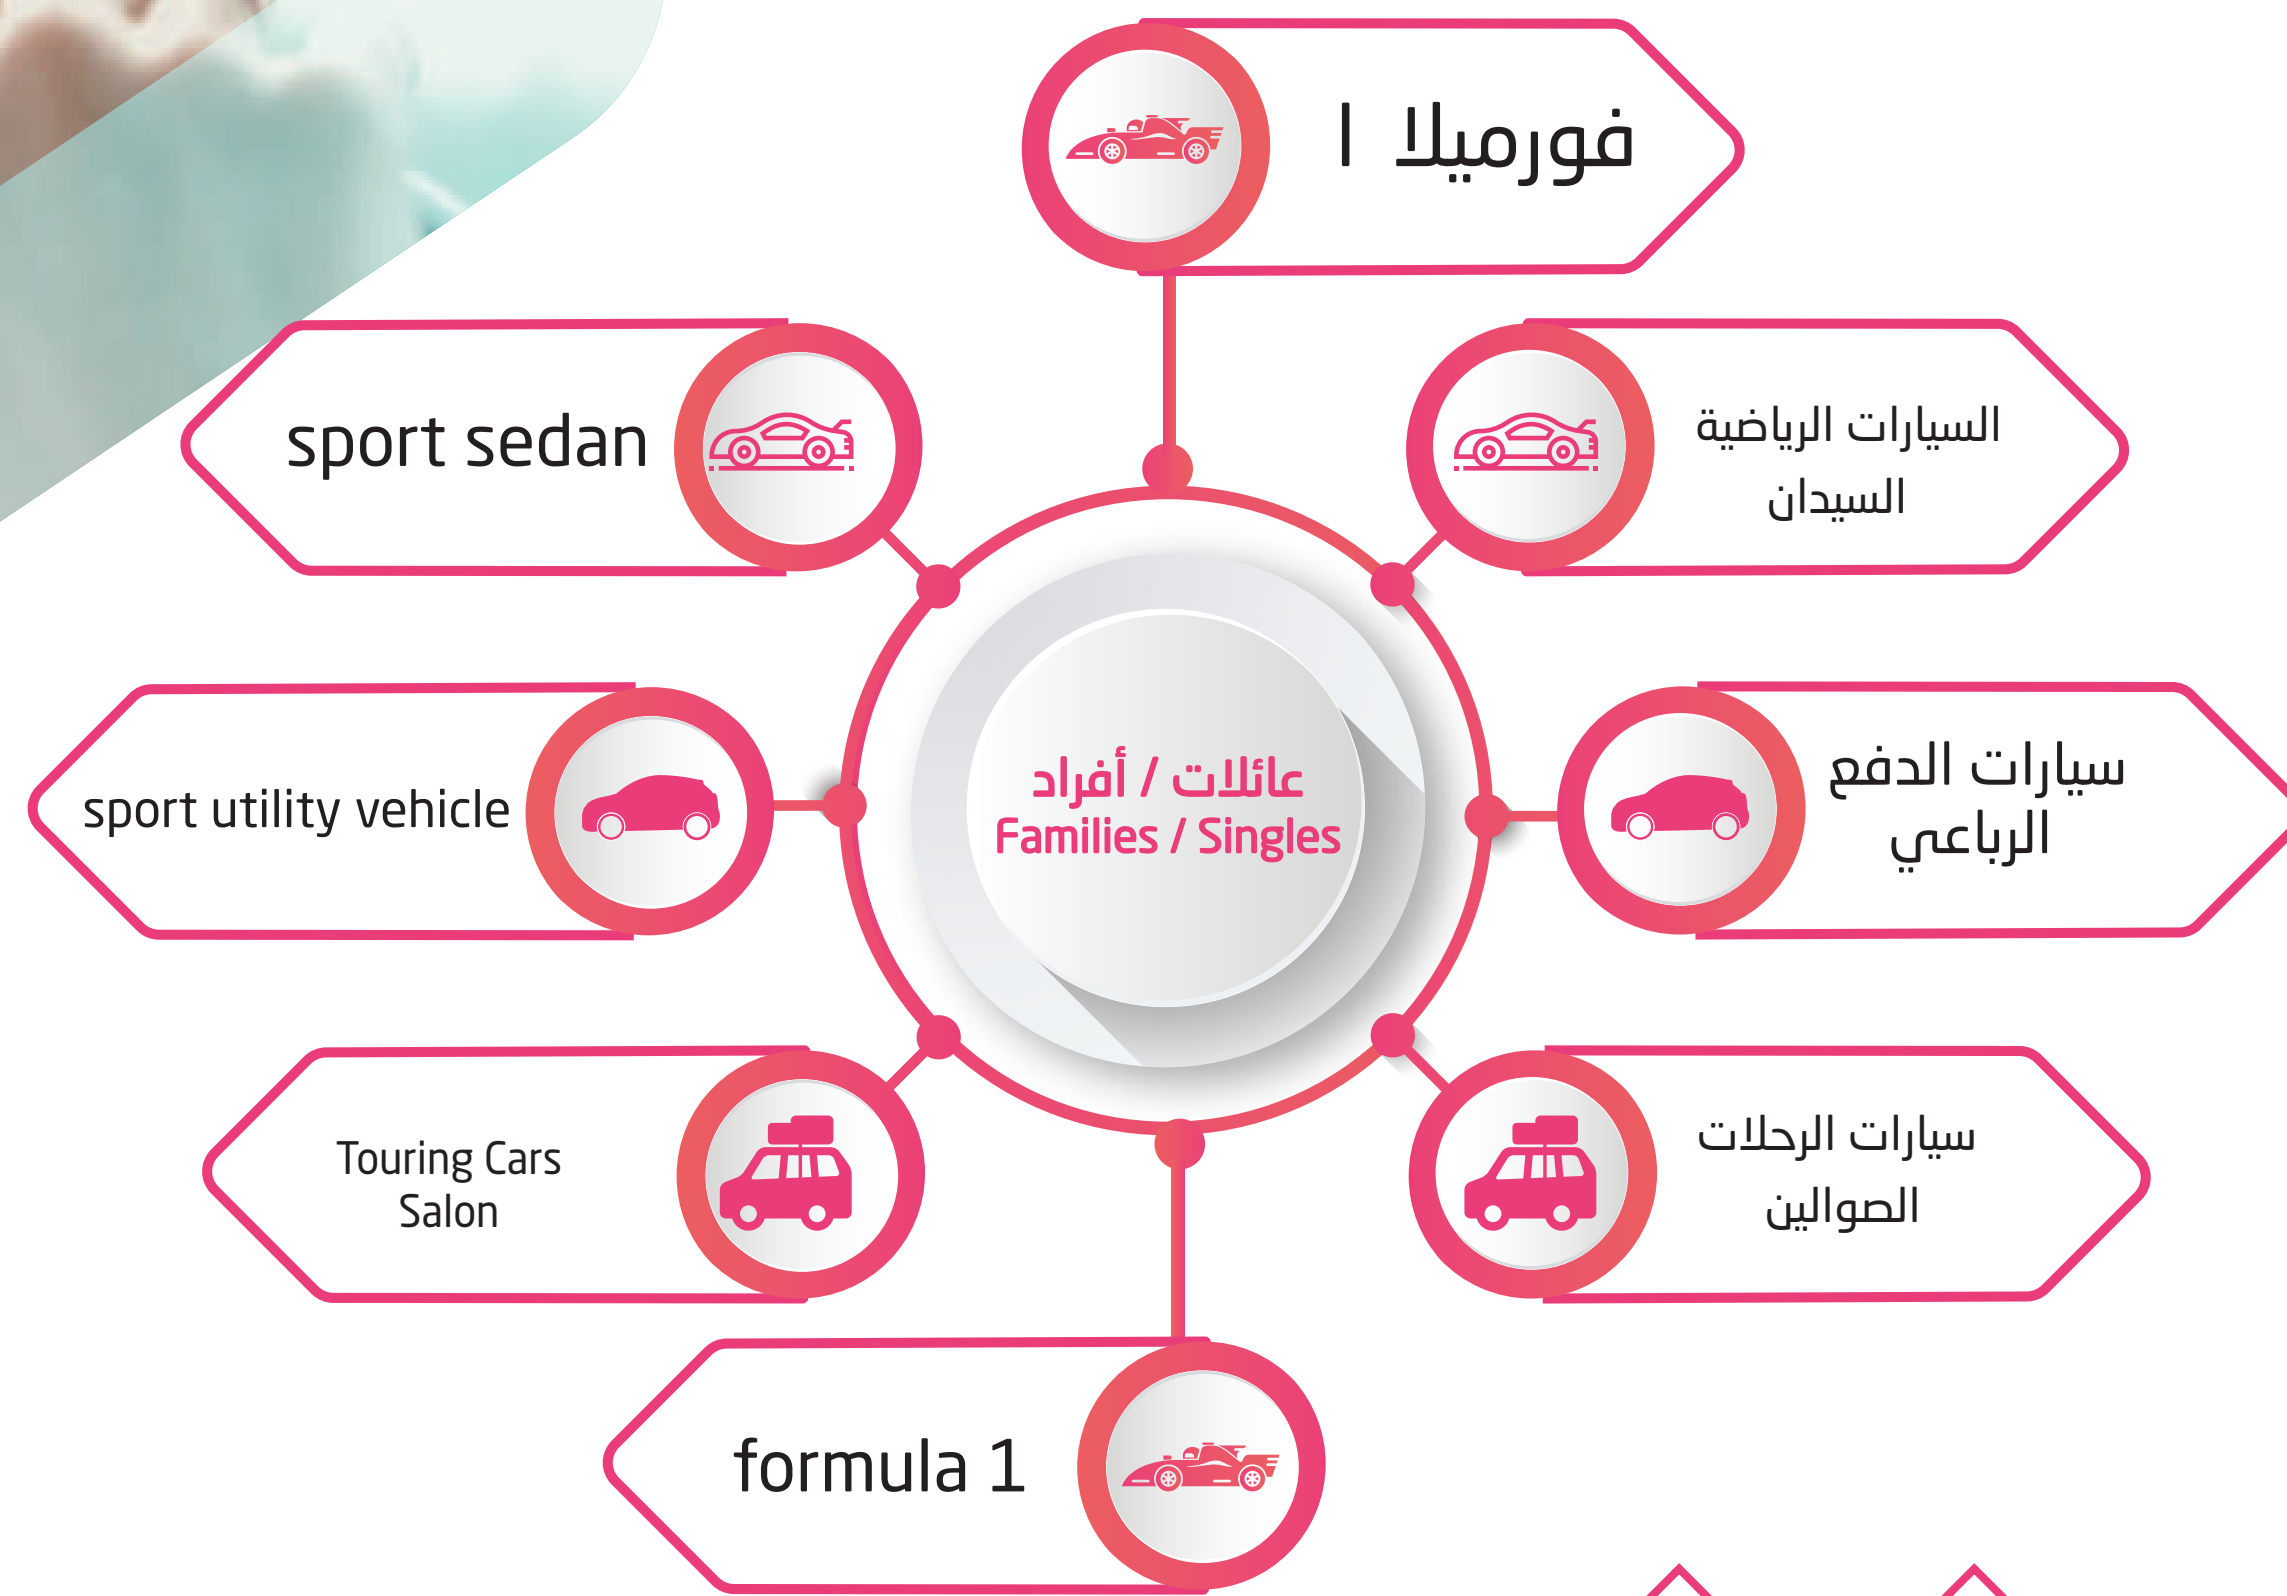 فورميلا ١
sport sedan
السيارات الرياضية
السيدان
sport utility vehicle
عائلات / أفراد
Families / Singles
سيارات الدفع
الرباعي
Touring Cars
Salon
سيارات الرحلات
الصوالين
formula 1